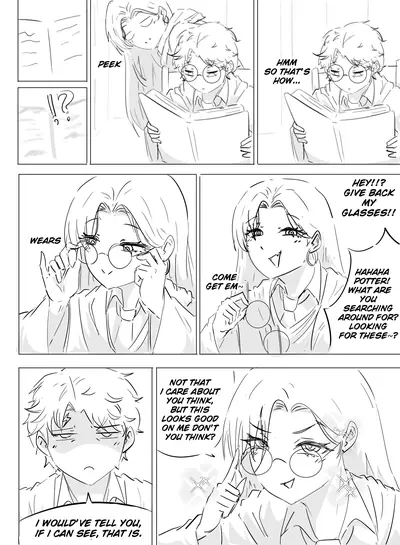 HMM
SO THAT'S
HOW...
PEEK
!?
HEY!!?
GIVE BACK
MY
GLASSES!!
HAHAHA
POTTER!
WHAT ARE
YOU
SEARCHING
AROUND FOR?
LOOKING
FOR THESE~?
COME
GET EM~
WEARS
NOT THAT
I CARE ABOUT
YOU THINK,
BUT THIS
LOOKS GOOD
ON ME DON'T
YOU THINK?
I WOULD'VE TELL YOU,
IF I CAN SEE, THAT IS.